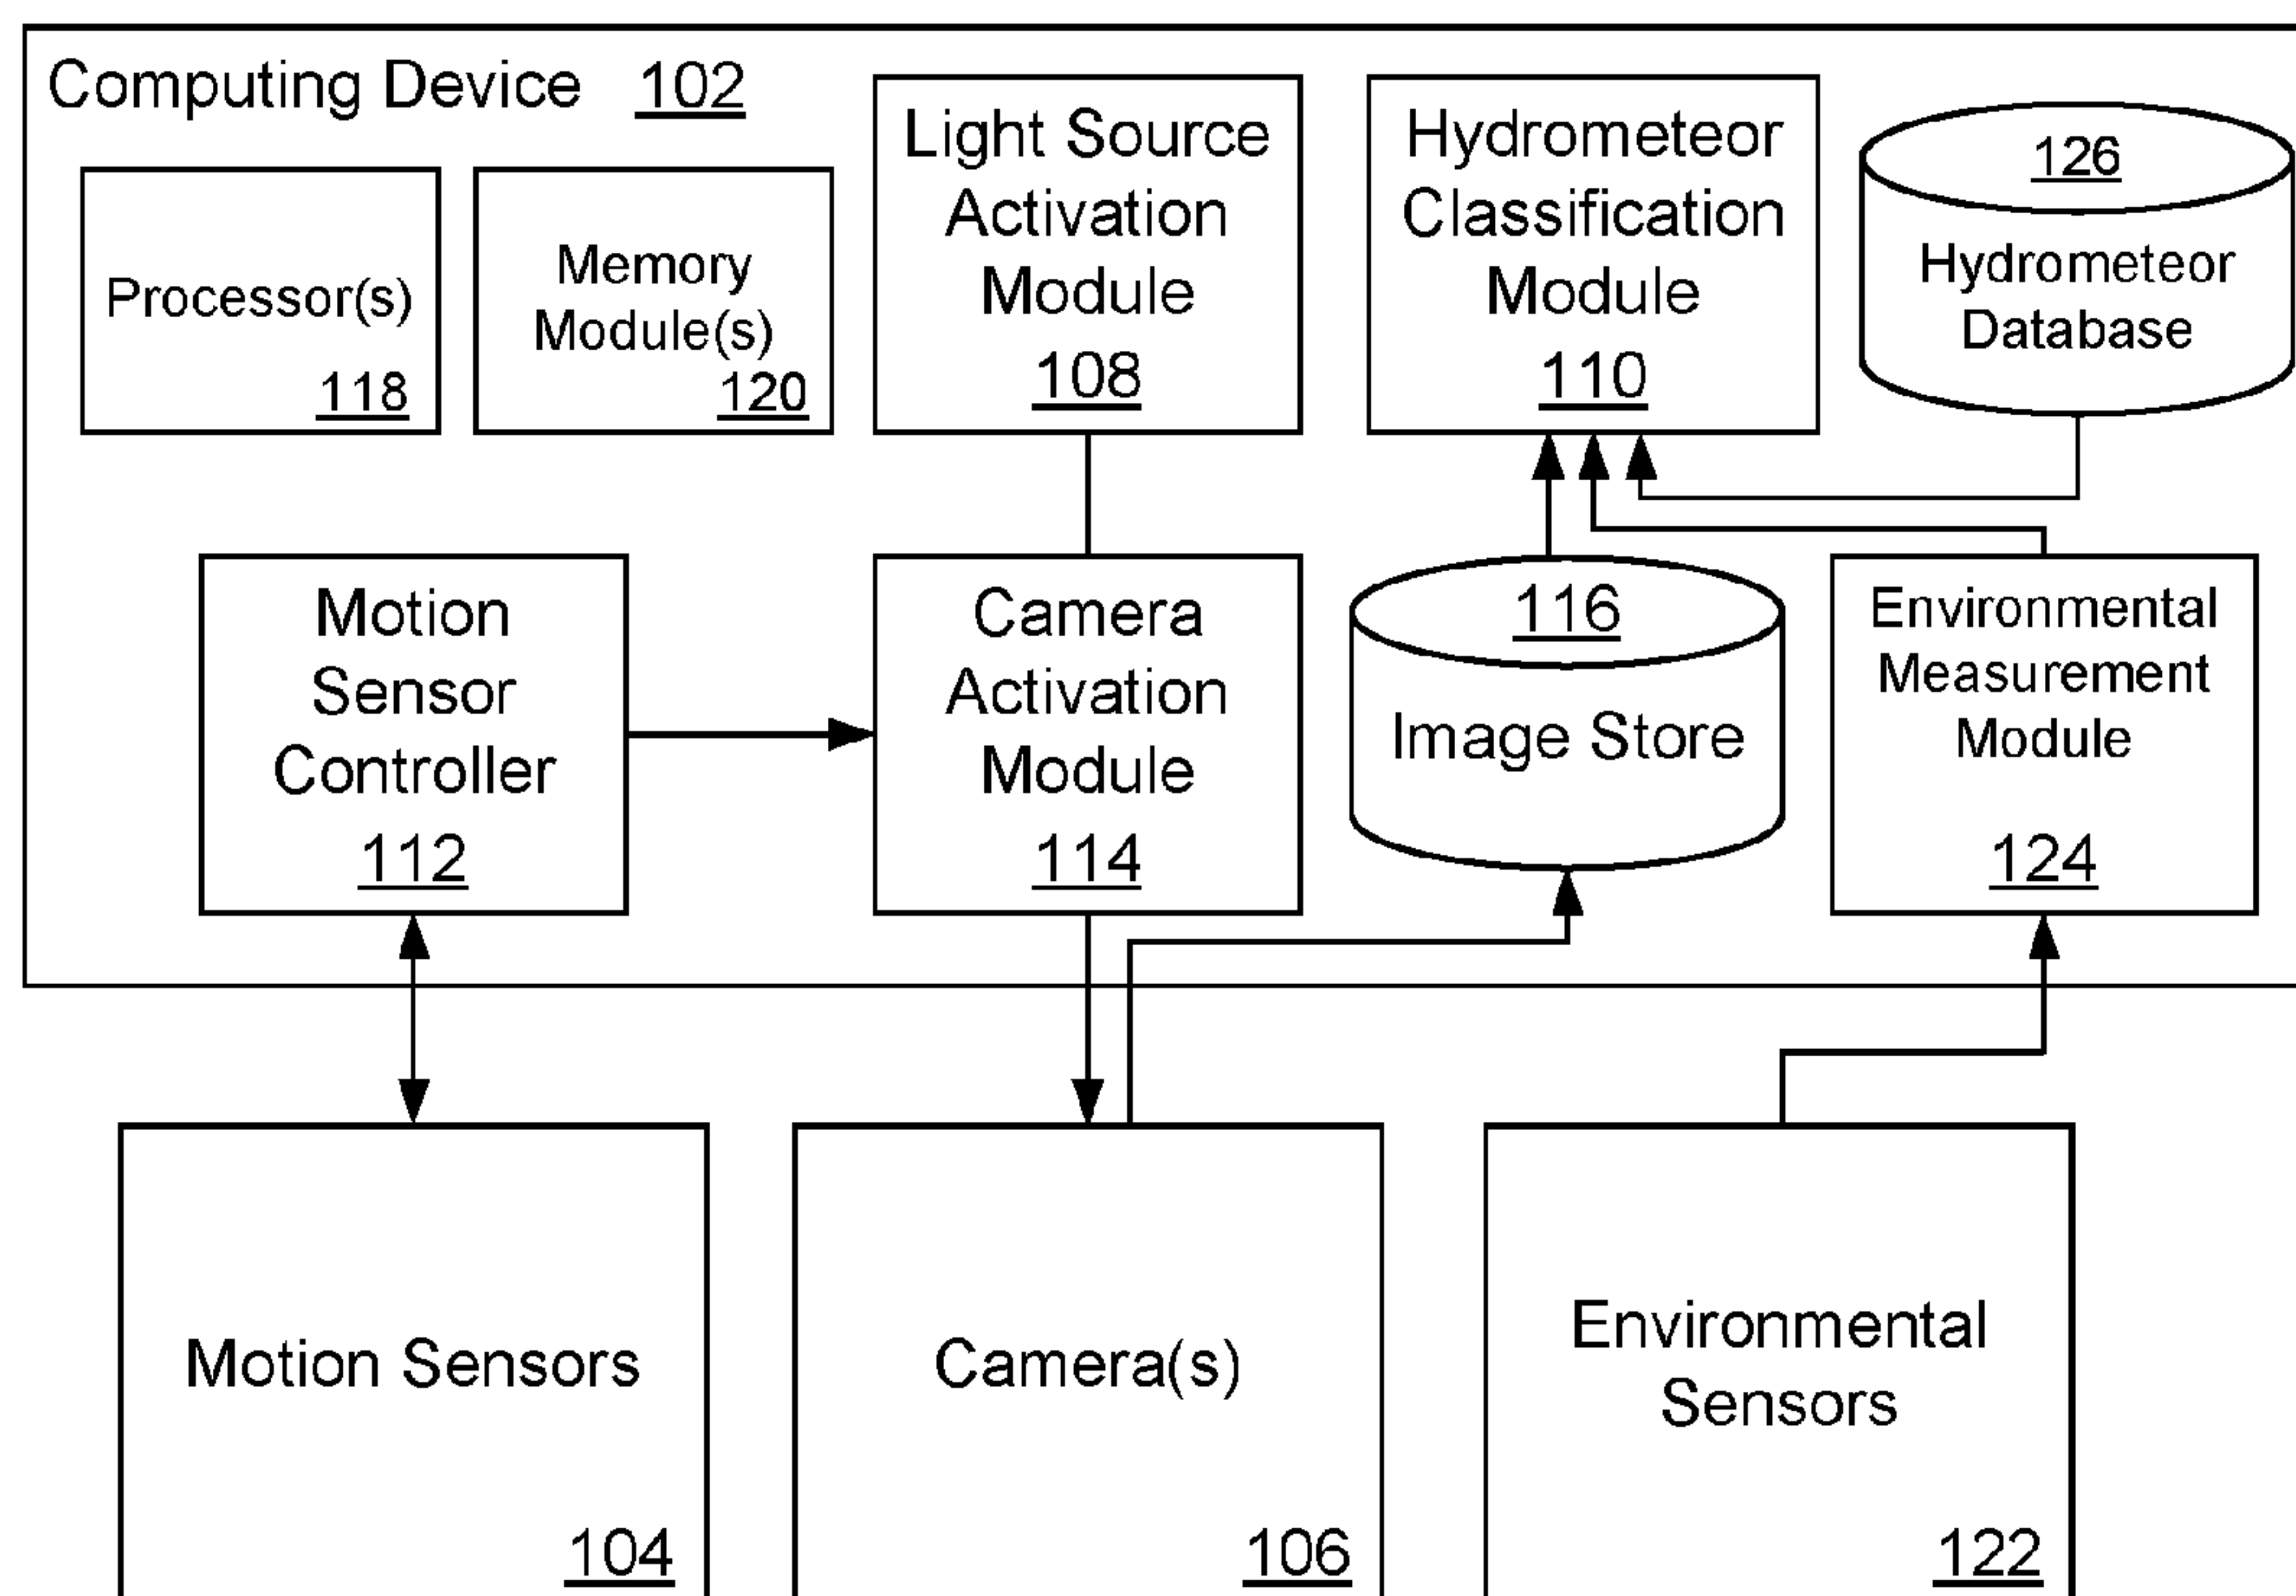 Computing Device 102
Processor(s)
118
Memory
Module(s)
120
Light Source
Activation
Module
108
Hydrometeor
Classification
Module
110
126
Hydrometeor
Database
Motion
Sensor
Controller
112
Camera
Activation
Module
114
116
Image Store
Environmental
Measurement
Module
124
Motion Sensors
104
Camera(s)
106
Environmental
Sensors
122